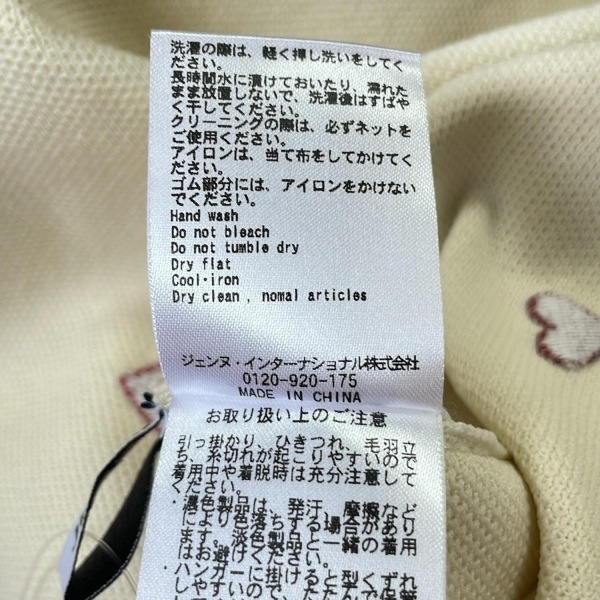 洗濯の際は、軽く押し洗いをしてく
ださい。
長時間水に漬けておいたり、濡れた
まま放置しないで、洗濯後はすばや
く干してください。
クリーニングの際は、必ずネットを
ご使用ください。
アイロンは、当て布をしてかけてく
ださい。
ゴム部分には、アイロンをかけない
でください。
Hand wash
Do not bleach
Do not tumble dry
Dry flat
Cool·iron
Dry clean , nomal articles
ジェンヌ・インターナショナル株式会社
0120-920-175
MADE IN CHINA
お取り扱い上のご注意
引っ掛かり、ひきつれ、毛羽立
ち、糸切れが起こりやすいので
着用中や着脱時は充分注意して
ください。
・濃色製品は、発汗、摩擦など
により色落ちする場合があり
ます。淡色製品と一緒の着用
はお避けください。
・ハンガーに掛けると型くずれ
しやすいので、たたんで保管